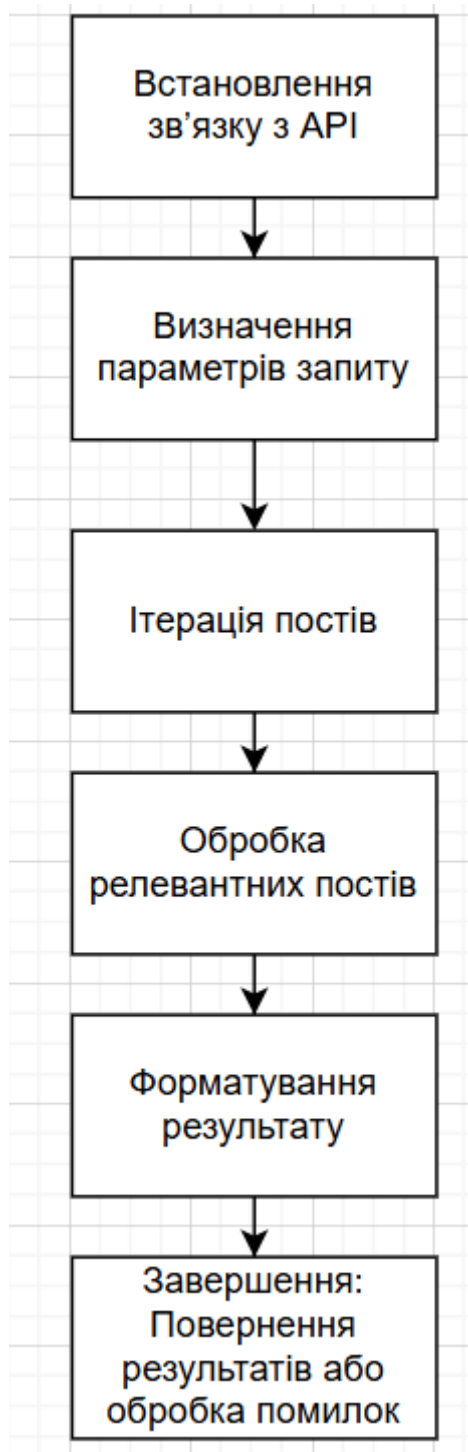 Встановлення
зв’язку з API
Визначення
параметрів запиту
Ітерація постів
Обробка
релевантних постів
Форматування
результату
Завершення:
Повернення
результатів або
обробка помилок